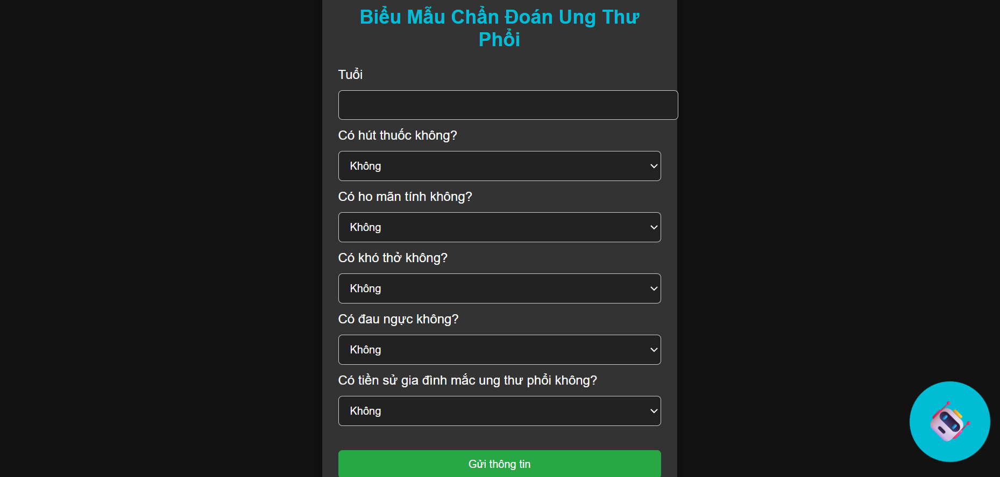 Biểu Mẫu Chẩn Đoán Ung Thư
Phổi
Tuổi
Có hút thuốc không?
Không
Có ho mãn tính không?
Không
Có khó thở không?
Không
Có đau ngực không?
Không
Có tiền sử gia đình mắc ung thư phổi không?
Không
Gửi thông tin